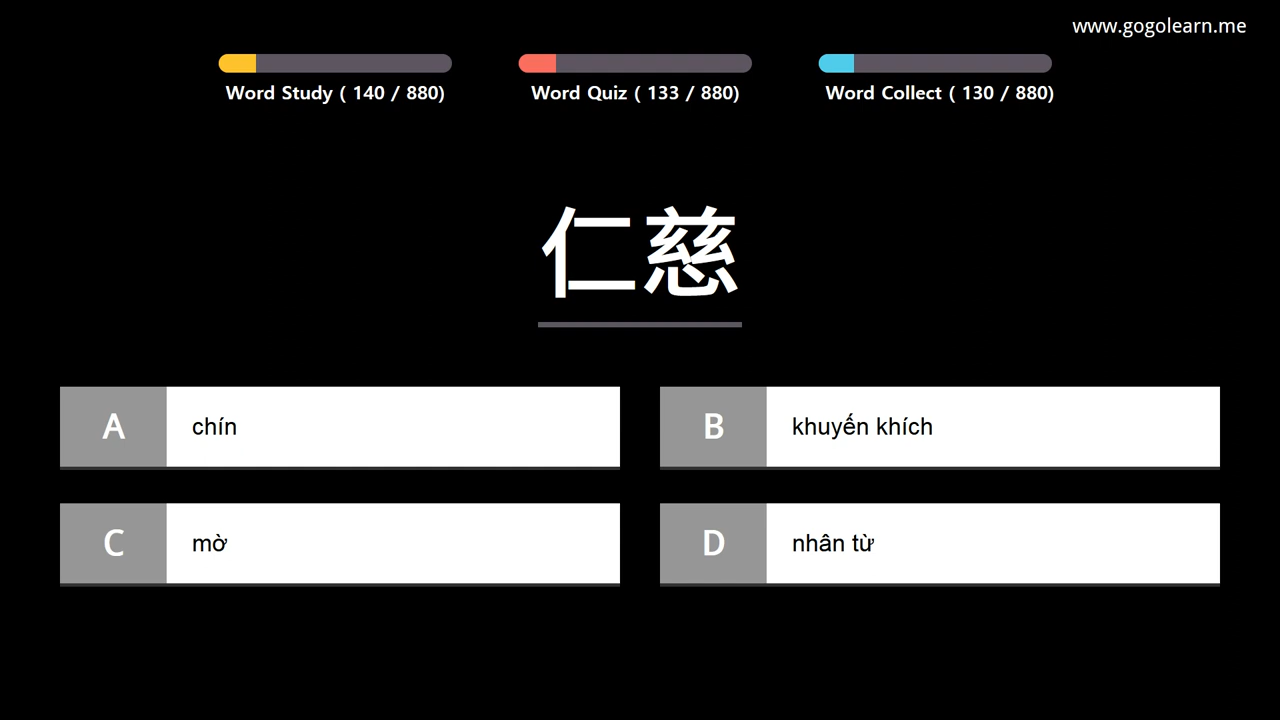 www.gogolearn.me
Word Study ( 140 / 880)
Word Quiz ( 133 / 880)
Word Collect ( 130 / 880)
仁慈
A chín
B khuyến khích
C mờ
D nhân từ